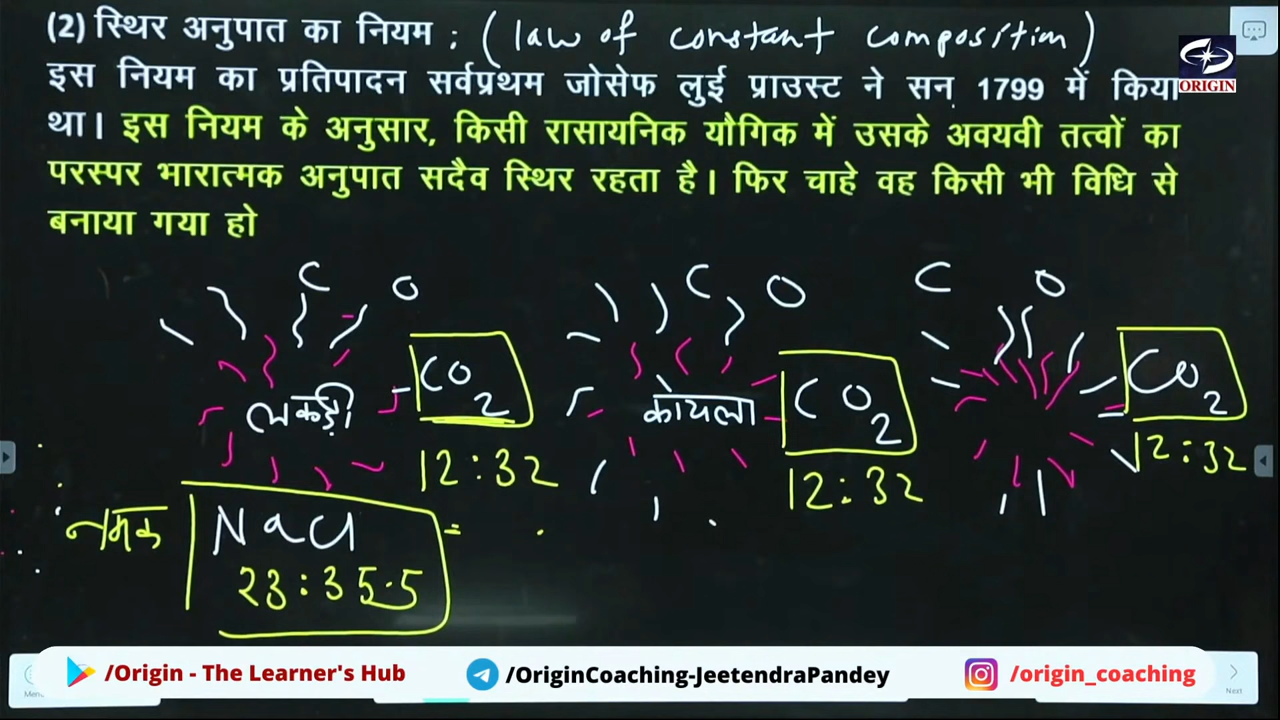 (2) स्थिर अनुपात का नियम : (law of constant composition)
इस नियम का प्रतिपादन सर्वप्रथम जोसेफ लुई प्राउस्ट ने सन् 1799 में किया
ORIGIN
था। इस नियम के अनुसार, किसी रासायनिक यौगिक में उसके अवयवी तत्वों का
परस्पर भारात्मक अनुपात सदैव स्थिर रहता है। फिर चाहे वह किसी भी विधि से
बनाया गया हो
C O C O C O
लकड़ी CO2 कोयला CO2 CO2
12:32 12:32 12:32
नमक NaCl =
23:35.5
/Origin - The Learner's Hub /OriginCoaching-JeetendraPandey /origin_coaching
Next